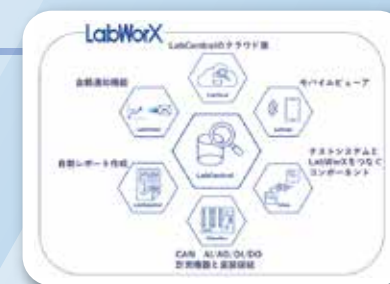 LabWorX
LabCentralのクラウド版
自動通知機能
モバイルビューア
自動レポート作成
LabCentral
テストシステムと
LabWorXをつなぐ
コンポーネント
CAN AI/AO/DI/DO
計測機器と直接接続